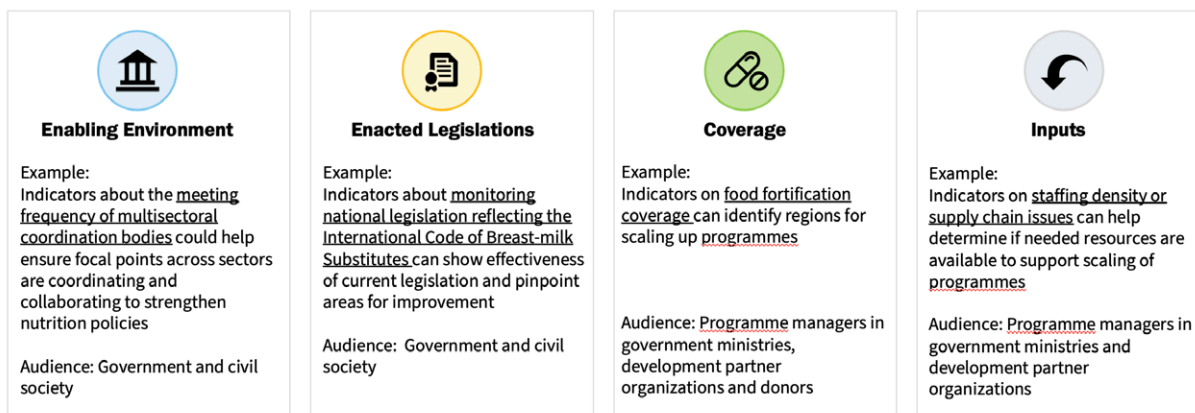 Enabling Environment
Example:
Indicators about the meeting
frequency of multisectoral
coordination bodies could help
ensure focal points across sectors
are coordinating and
collaborating to strengthen
nutrition policies
Audience: Government and civil
society
Enacted Legislations
Example:
Indicators about monitoring
national legislation reflecting the
International Code of Breast-milk
Substitutes can show effectiveness
of current legislation and pinpoint
areas for improvement
Audience:  Government and civil
society
Coverage
Example:
Indicators on food fortification
coverage can identify regions for
scaling up programmes
Audience: Programme managers in
government ministries,
development partner
organizations and donors
Inputs
Example:
Indicators on staffing density or
supply chain issues can help
determine if needed resources are
available to support scaling of
programmes
Audience: Programme managers in
government ministries and
development partner
organizations